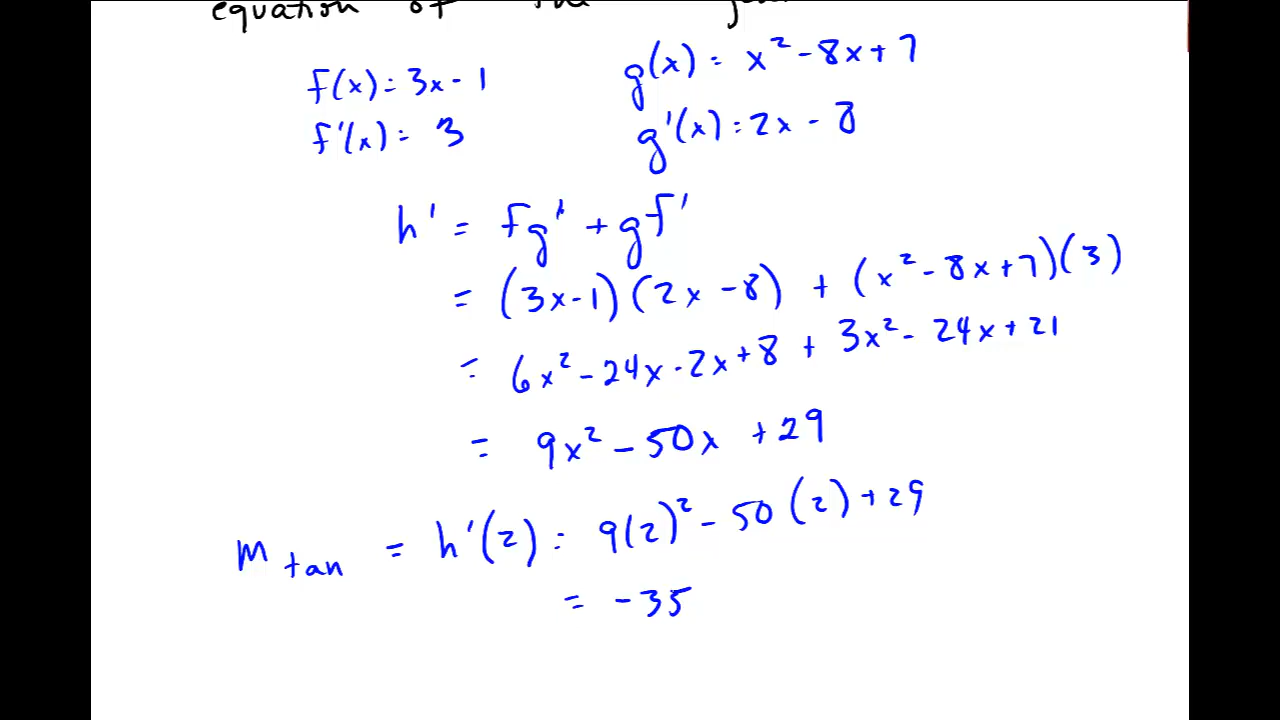 equation of the
f(x) = 3x - 1
g(x) = x² - 8x + 7
f'(x) = 3
g'(x) = 2x - 8
h' = fg' + gf'
= (3x - 1)(2x - 8) + (x² - 8x + 7)(3)
= 6x² - 24x - 2x + 8 + 3x² - 24x + 21
= 9x² - 50x + 29
m tan = h'(2) = 9(2)² - 50(2) + 29
= -35